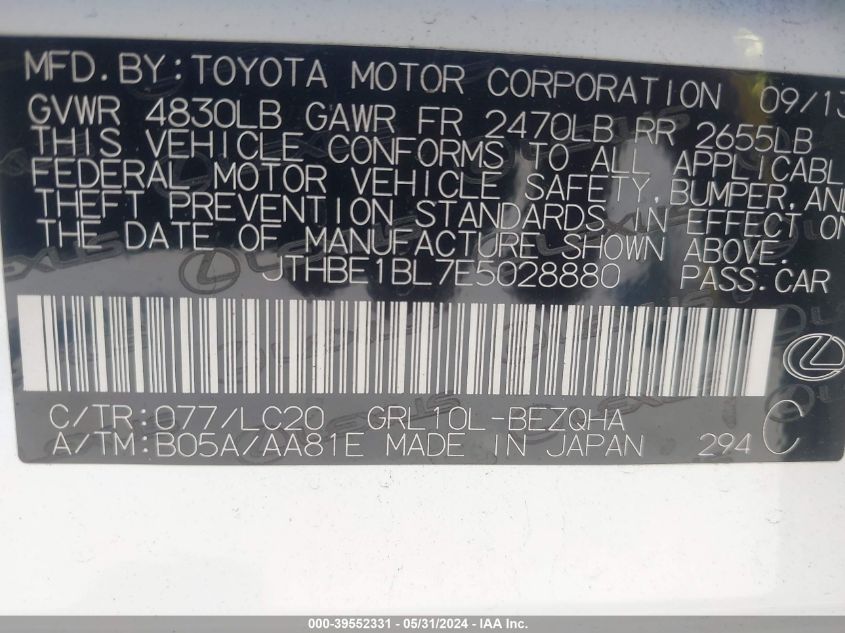 MFD.BY:TOYOTA MOTOR CORPORATION 09/13
GVWR 4830LB GAWR FR 2470LB RR 2655LB
THIS VEHICLE CONFORMS TO ALL APPLICABL
FEDERAL MOTOR VEHICLE SAFETY,BUMPER,AND
THEFT PREVENTION STANDARDS IN EFFECT ON
THE DATE OF MANUFACTURE SHOWN ABOVE.
JTHBE1BL7E5028880 PASS.CAR
C/TR:077/LC20 GRL10L-BEZQHA
A/TM:B05A/AA81E MADE IN JAPAN 294 C
000-39552331 - 05/31/2024 - IAA Inc.